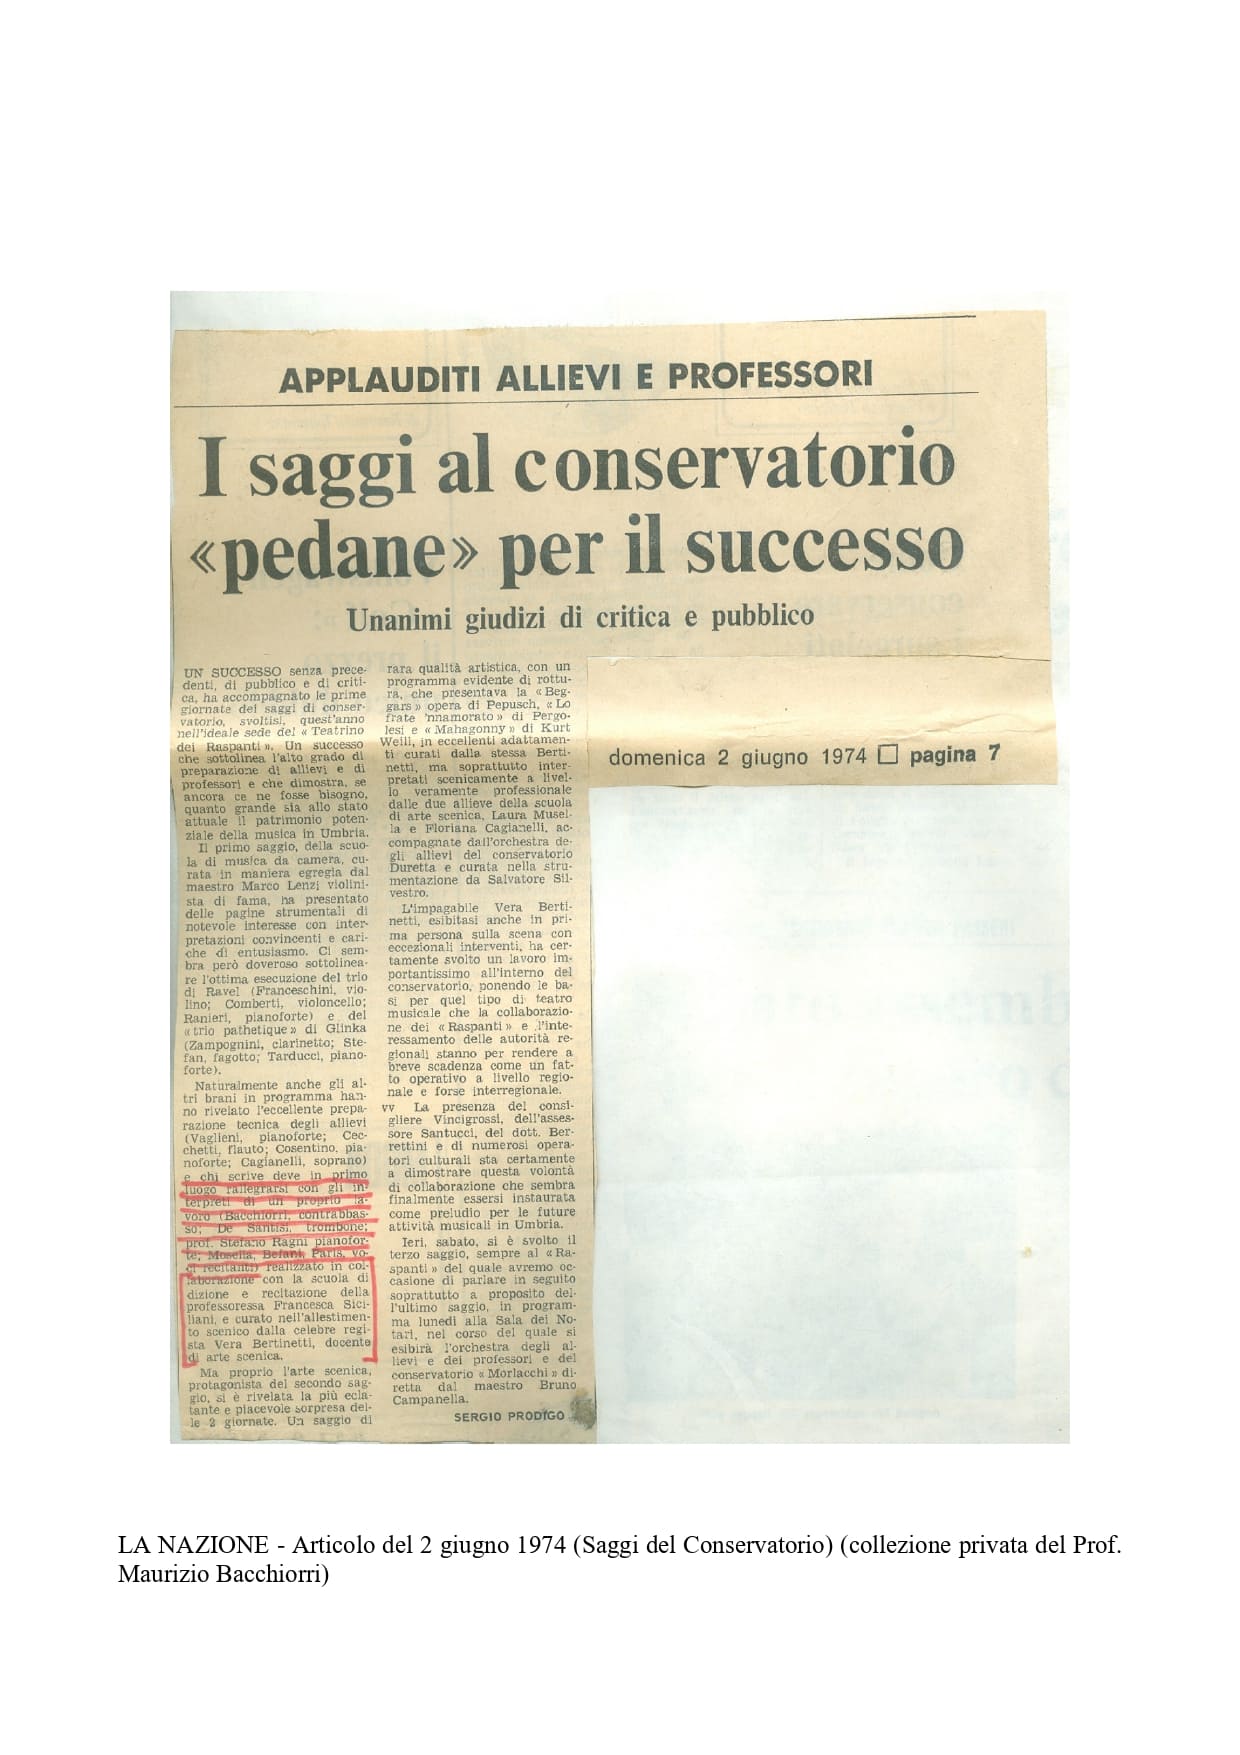 APPLAUDITI ALLIEVI E PROFESSORI
I saggi al conservatorio
«pedane» per il successo
Unanimi giudizi di critica e pubblico
UN SUCCESSO senza prece-
denti, di pubblico e di criti-
ca, ha accompagnato le prime
giornate dei saggi di conser-
vatorio, svoltisi, quest'anno
nell'ideale sede del «Teatrino
dei Raspanti». Un successo
che sottolinea l'alto grado di
preparazione di allievi e di
professori e che dimostra, se
ancora ce ne fosse bisogno,
quanto grande sia allo stato
attuale il patrimonio poten-
ziale della musica in Umbria.
Il primo saggio, della scuo-
la di musica da camera, cu-
rata in maniera egregia dal
maestro Marco Lenzi violini-
sta di fama, ha presentato
delle pagine strumentali di
notevole interesse con inter-
pretazioni convincenti e cari-
che di entusiasmo. Ci sem-
bra però doveroso sottolinea-
re l'ottima esecuzione del trio
di Ravel (Franceschini, vio-
lino; Comberti, violoncello;
Ranieri, pianoforte) e del
«trio pathetique» di Glinka
(Zampognini, clarinetto; Ste-
fan, fagotto; Tarducci, piano-
forte).
Naturalmente anche gli al-
tri brani in programma han-
no rivelato l'eccellente prepa-
razione tecnica degli allievi
(Vaglieni, pianoforte; Cec-
chetti, flauto; Cosentino, pia-
noforte; Cagianelli, soprano)
e chi scrive deve in primo
luogo rallegrarsi con gli in-
terpreti di un proprio la-
voro (Bacchiorri, contrabbas-
so; De Santisi, trombone;
prof. Stefano Ragni pianofor-
te; Mosella, Befani, Paris, vo-
ci recitanti) realizzato in col-
laborazione con la scuola di
dizione e recitazione della
professoressa Francesca Sici-
liani, e curato nell'allestimen-
to scenico dalla celebre regi-
sta Vera Bertinetti, docente
di arte scenica.
Ma proprio l'arte scenica,
protagonista del secondo sag-
gio, si è rivelata la più ecla-
tante e piacevole sorpresa del-
le 2 giornate. Un saggio di
rara qualità artistica, con un
programma evidente di rottu-
ra, che presentava la «Beg-
gars» opera di Pepusch, «Lo
frate 'nnamorato» di Pergo-
lesi e «Mahagonny» di Kurt
Weill, in eccellenti adattamen-
ti curati dalla stessa Berti-
netti, ma soprattutto inter-
pretati scenicamente a livel-
lo veramente professionale
dalle due allieve della scuola
di arte scenica, Laura Musel-
la e Floriana Cagianelli, ac-
compagnate dall'orchestra de-
gli allievi del conservatorio
Duretta e curata nella stru-
mentazione da Salvatore Sil-
vestro.
L'impagabile Vera Berti-
netti, esibitasi anche in pri-
ma persona sulla scena con
eccezionali interventi, ha cer-
tamente svolto un lavoro im-
portantissimo all'interno del
conservatorio, ponendo le ba-
si per quel tipo di teatro
musicale che la collaborazio-
ne dei «Raspanti» e l'inte-
ressamento delle autorità re-
gionali stanno per rendere a
breve scadenza come un fat-
to operativo a livello regio-
nale e forse interregionale.
vv La presenza del consi-
gliere Vincigrossi, dell'asses-
sore Santucci, del dott. Ber-
rettini e di numerosi opera-
tori culturali sta certamente
a dimostrare questa volontà
di collaborazione che sembra
finalmente essersi instaurata
come preludio per le future
attività musicali in Umbria.
Ieri, sabato, si è svolto il
terzo saggio, sempre al «Ra-
spanti» del quale avremo oc-
casione di parlare in seguito
soprattutto a proposito del-
l'ultimo saggio, in program-
ma lunedì alla Sala dei No-
tari, nel corso del quale si
esibirà l'orchestra degli al-
lievi e dei professori e del
conservatorio «Morlacchi» di-
retta dal maestro Bruno
Campanella.
SERGIO PRODIGO
domenica 2 giugno 1974 □ pagina 7
LA NAZIONE - Articolo del 2 giugno 1974 (Saggi del Conservatorio) (collezione privata del Prof.
Maurizio Bacchiorri)